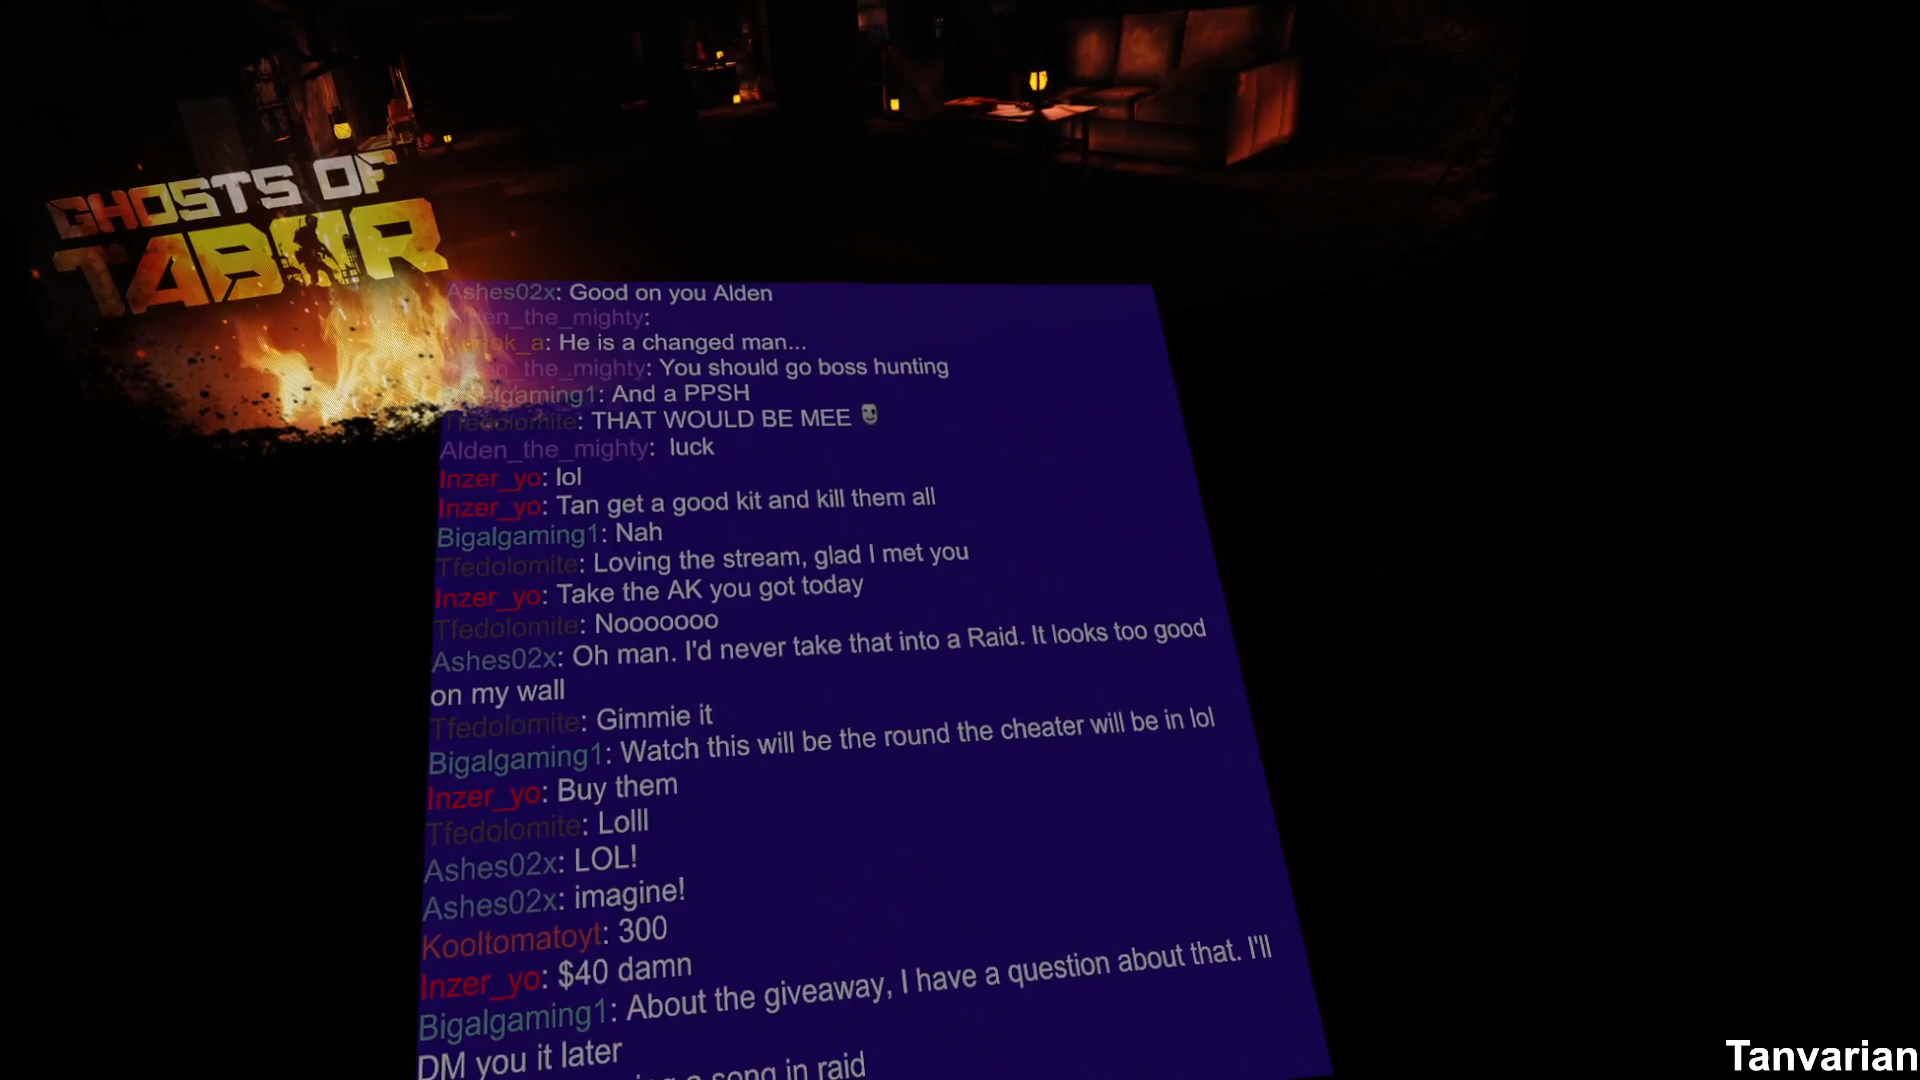 GHOSTS OF
TABOR
Ashes02x: Good on you Alden
en_the_mighty:
k_a: He is a changed man...
_the_mighty: You should go boss hunting
gaming1: And a PPSH
Tfedolomite: THAT WOULD BE MEE
Alden_the_mighty: luck
Inzer_yo: lol
Inzer_yo: Tan get a good kit and kill them all
Bigalgaming1: Nah
Tfedolomite: Loving the stream, glad I met you
Inzer_yo: Take the AK you got today
Tfedolomite: Nooooooo
Ashes02x: Oh man. I'd never take that into a Raid. It looks too good
on my wall
Tfedolomite: Gimmie it
Bigalgaming1: Watch this will be the round the cheater will be in lol
Inzer_yo: Buy them
Tfedolomite: Lolll
Ashes02x: LOL!
Ashes02x: imagine!
Kooltomatoyt: 300
Inzer_yo: $40 damn
Bigalgaming1: About the giveaway, I have a question about that. I'll
DM you it later
a song in raid
Tanvarian